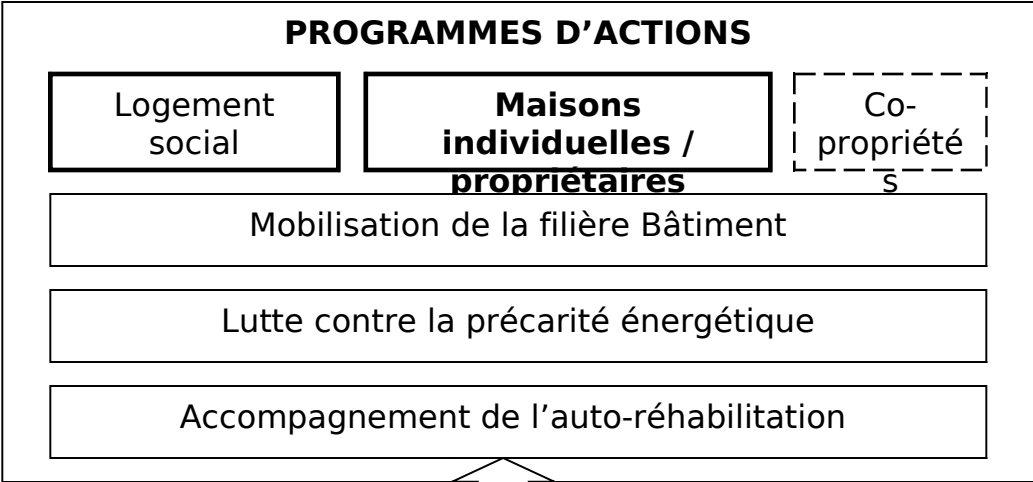 PROGRAMMES D’ACTIONS
Logement
social
Maisons
individuelles /
propriétaires
Co-
propriété
s
Mobilisation de la filière Bâtiment
Lutte contre la précarité énergétique
Accompagnement de l’auto-réhabilitation